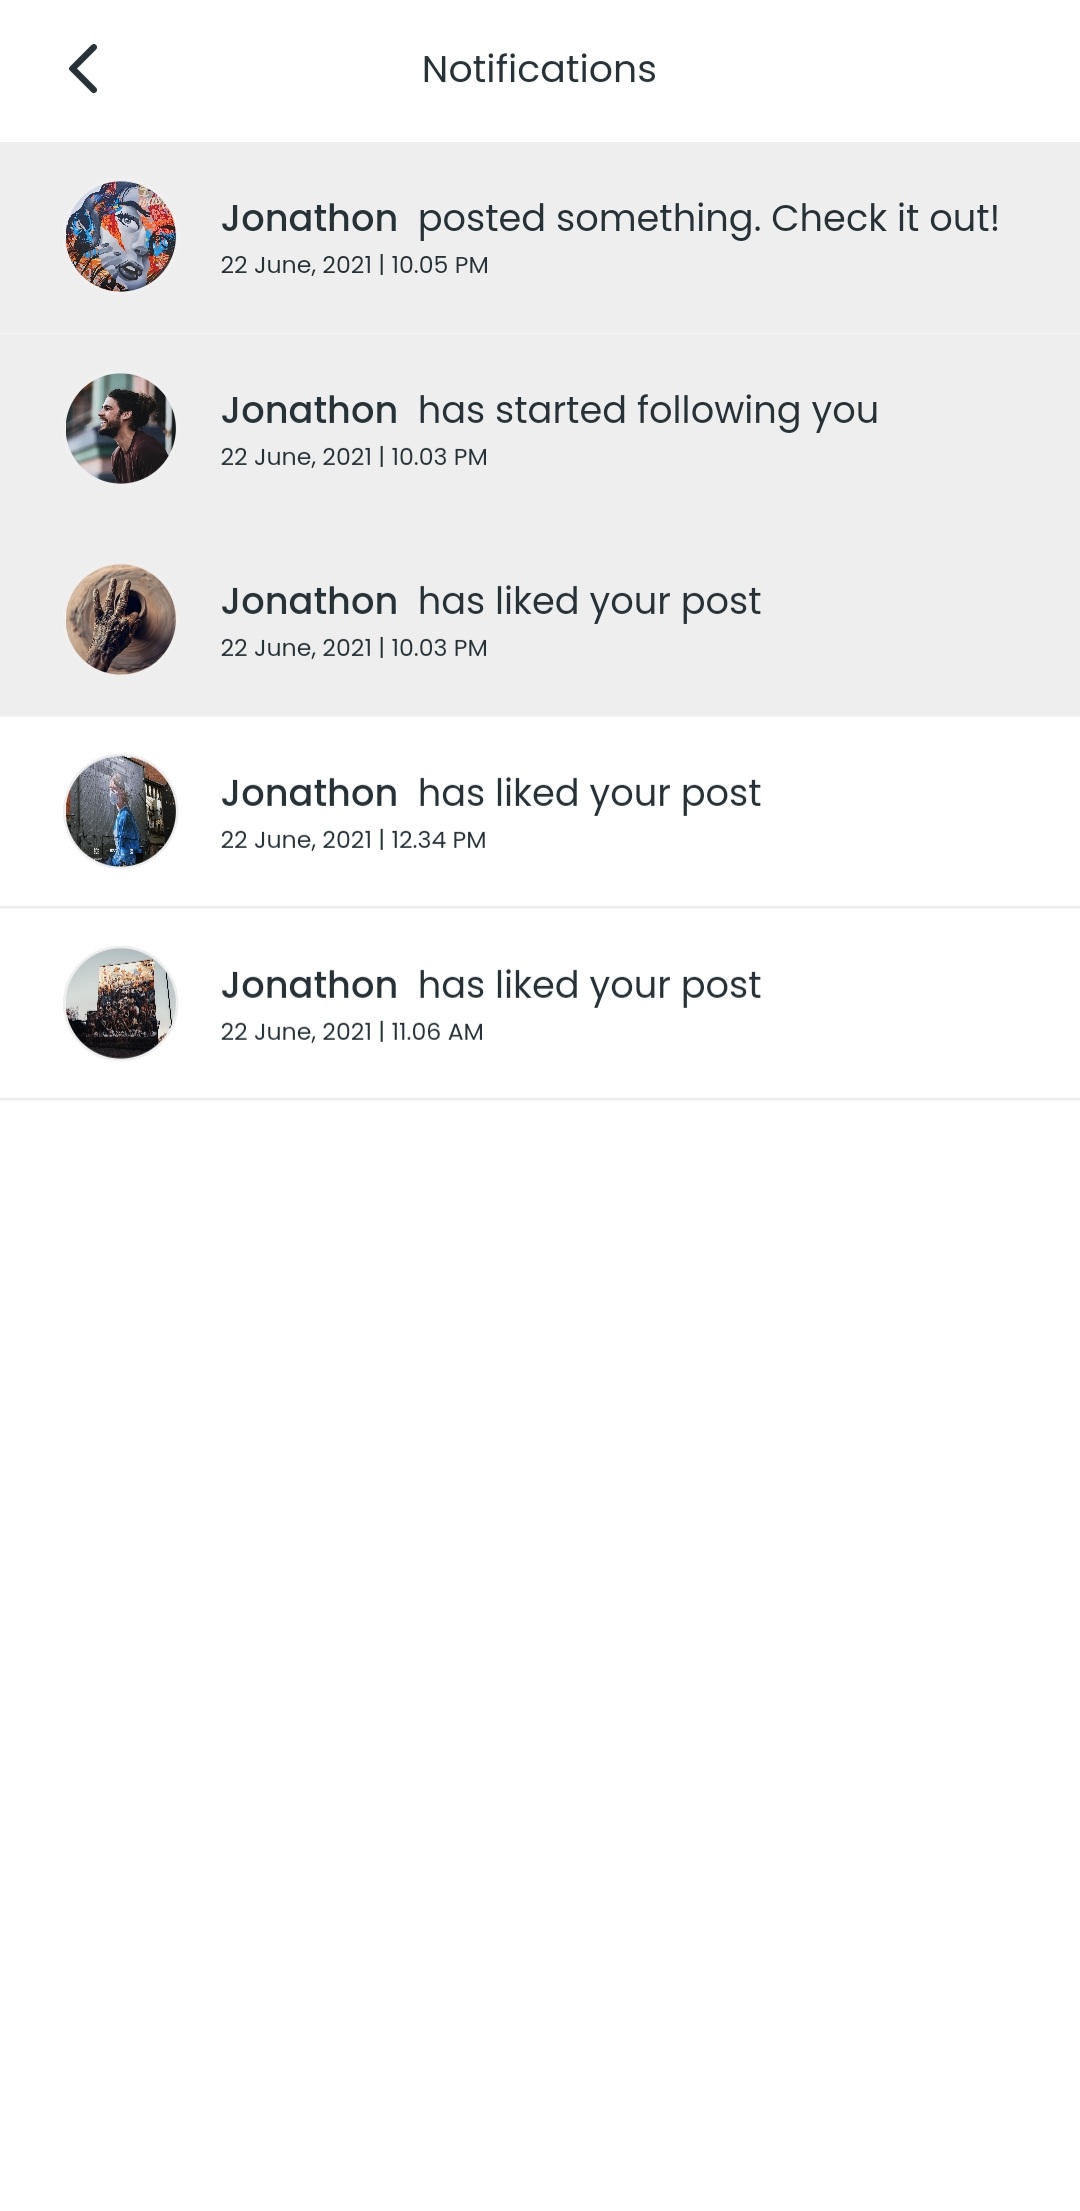 Notifications
Jonathon posted something. Check it out!
22 June, 2021 | 10.05 PM
Jonathon has started following you
22 June, 2021 | 10.03 PM
Jonathon has liked your post
22 June, 2021 | 10.03 PM
Jonathon has liked your post
22 June, 2021 | 12.34 PM
Jonathon has liked your post
22 June, 2021 | 11.06 AM